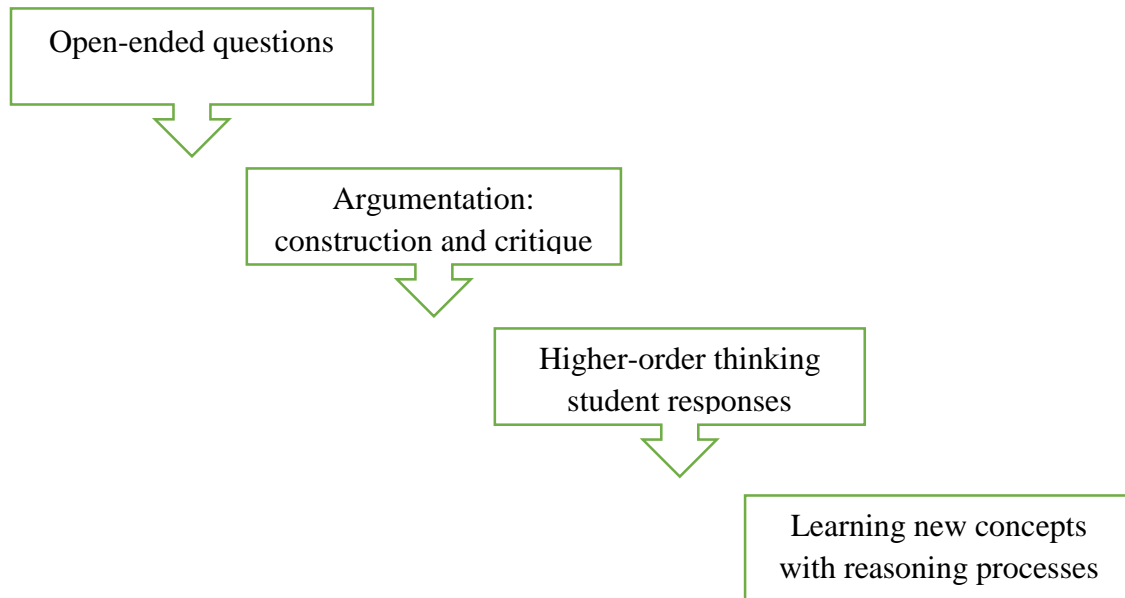 Open-ended questions
Argumentation:
construction and critique
Higher-order thinking
student responses
Learning new concepts
with reasoning processes